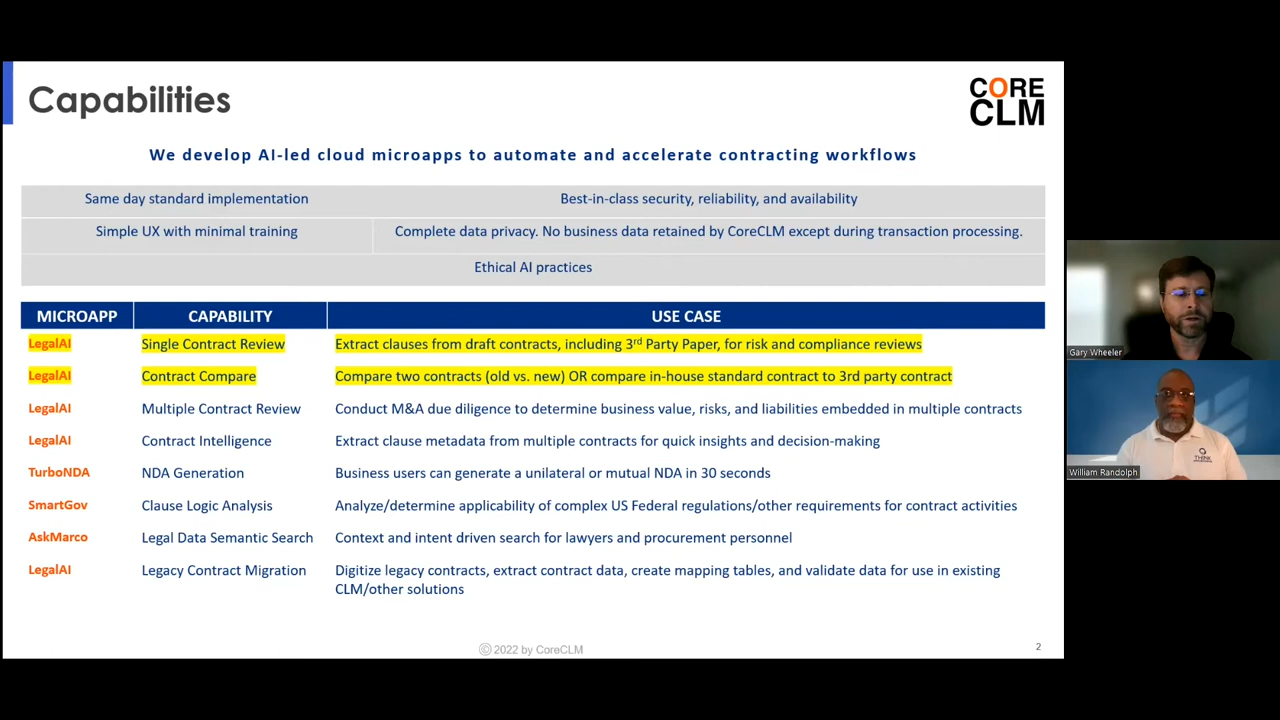 Capabilities
CORE
CLM
We develop AI-led cloud microapps to automate and accelerate contracting workflows
Same day standard implementation
Best-in-class security, reliability, and availability
Simple UX with minimal training
Complete data privacy. No business data retained by CoreCLM except during transaction processing.
Ethical AI practices
MICROAPP CAPABILITY USE CASE
LegalAI Single Contract Review Extract clauses from draft contracts, including 3rd Party Paper, for risk and compliance reviews
LegalAI Contract Compare Compare two contracts (old vs. new) OR compare in-house standard contract to 3rd party contract
LegalAI Multiple Contract Review Conduct M&A due diligence to determine business value, risks, and liabilities embedded in multiple contracts
LegalAI Contract Intelligence Extract clause metadata from multiple contracts for quick insights and decision-making
TurboNDA NDA Generation Business users can generate a unilateral or mutual NDA in 30 seconds
SmartGov Clause Logic Analysis Analyze/determine applicability of complex US Federal regulations/other requirements for contract activities
AskMarco Legal Data Semantic Search Context and intent driven search for lawyers and procurement personnel
LegalAI Legacy Contract Migration Digitize legacy contracts, extract contract data, create mapping tables, and validate data for use in existing
CLM/other solutions
© 2022 by CoreCLM
2
Gary Wheeler
THINK
William Randolph